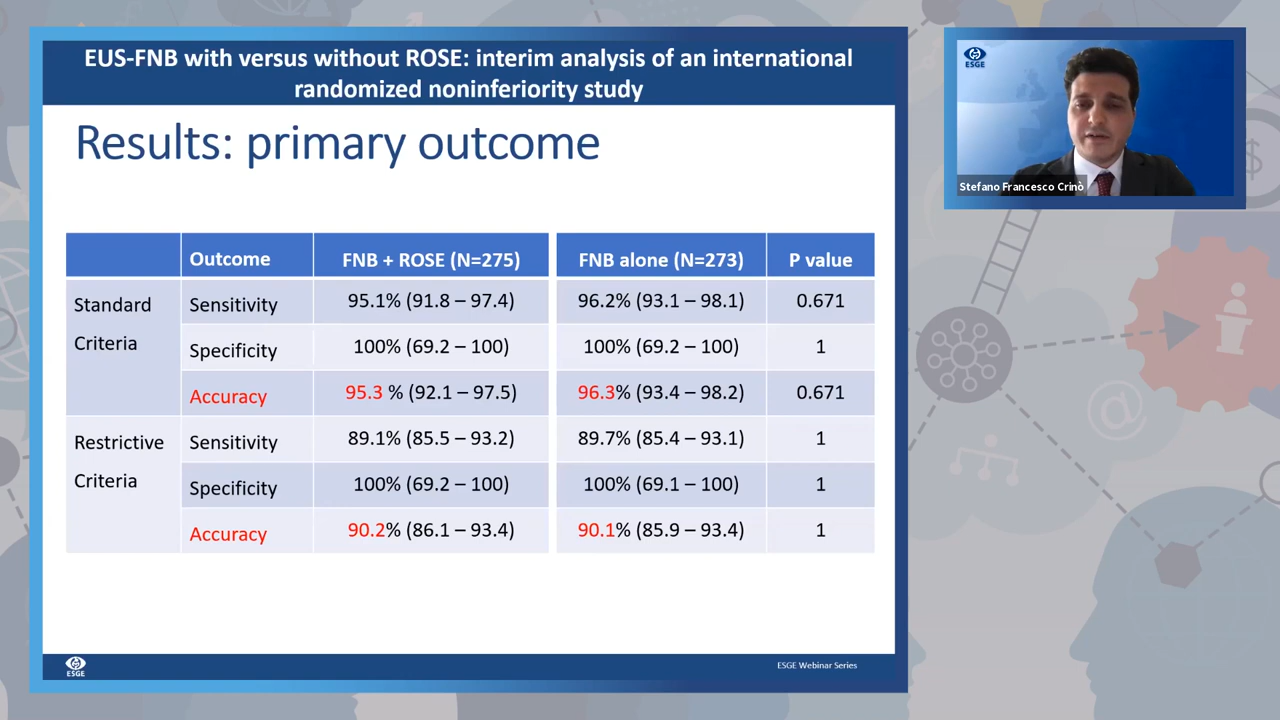 EUS-FNB with versus without ROSE: interim analysis of an international
randomized noninferiority study
Results: primary outcome
Outcome FNB + ROSE (N=275) FNB alone (N=273) P value
Standard Criteria
Sensitivity 95.1% (91.8 – 97.4) 96.2% (93.1 – 98.1) 0.671
Specificity 100% (69.2 – 100) 100% (69.2 – 100) 1
Accuracy 95.3 % (92.1 – 97.5) 96.3% (93.4 – 98.2) 0.671
Restrictive Criteria
Sensitivity 89.1% (85.5 – 93.2) 89.7% (85.4 – 93.1) 1
Specificity 100% (69.2 – 100) 100% (69.1 – 100) 1
Accuracy 90.2% (86.1 – 93.4) 90.1% (85.9 – 93.4) 1
ESGE
ESGE Webinar Series
ESGE
Stefano Francesco Crinò